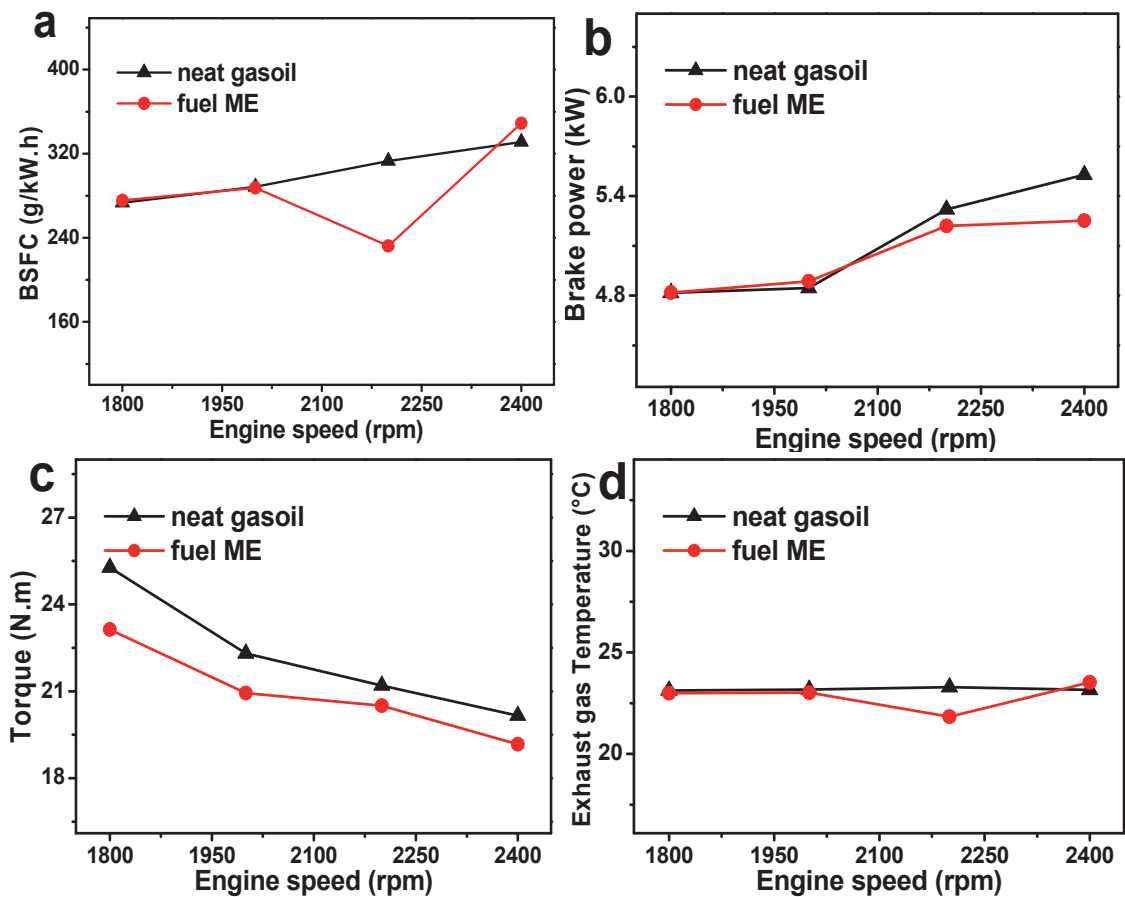 a
neat gasoil
fuel ME
BSFC (g/kW.h)
400
320
240
160
1800 1950 2100 2250 2400
Engine speed (rpm)
b
neat gasoil
fuel ME
Brake power (kW)
6.0
5.4
4.8
1800 1950 2100 2250 2400
Engine speed (rpm)
c
neat gasoil
fuel ME
Torque (N.m)
27
24
21
18
1800 1950 2100 2250 2400
Engine speed (rpm)
d
neat gasoil
fuel ME
Exhaust gas Temperature (°C)
33
25
23
20
1800 1950 2100 2250 2400
Engine speed (rpm)